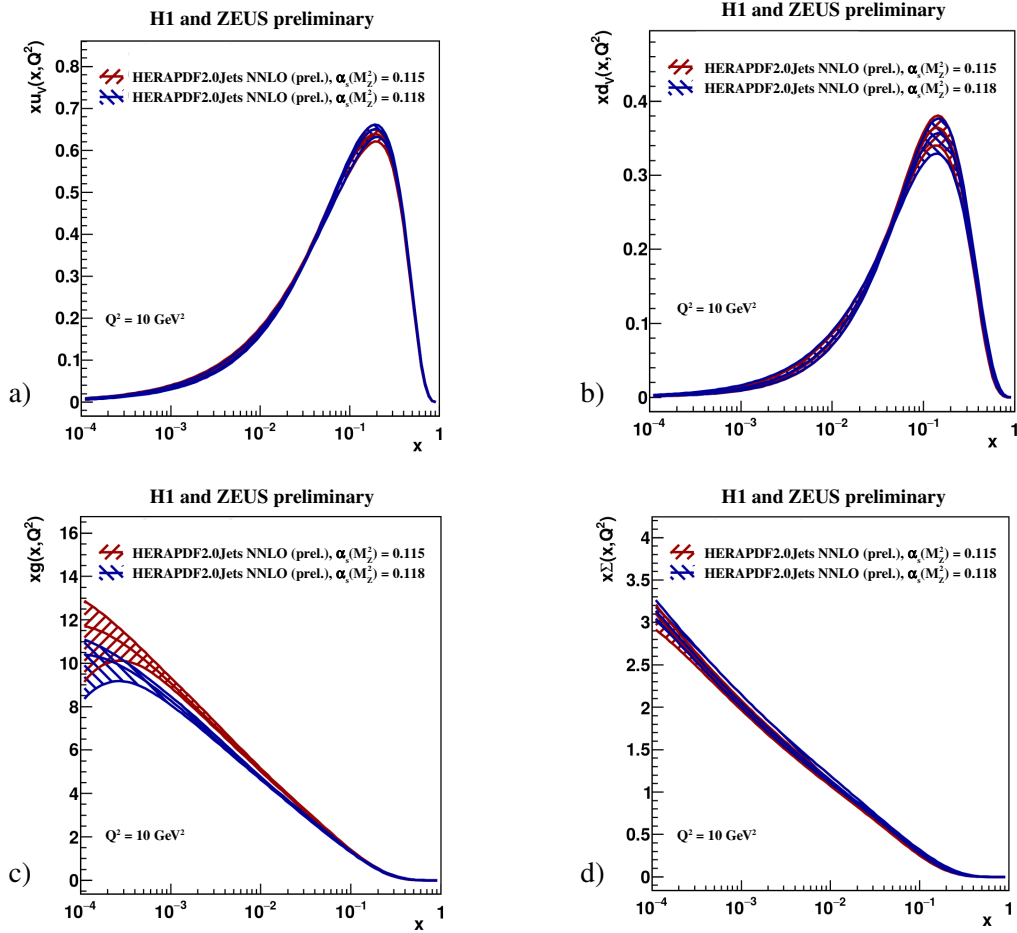 H1 and ZEUS preliminary
xu_V(x,Q²)
HERAPDF2.0Jets NNLO (prel.), α_s(M_Z²) = 0.115
HERAPDF2.0Jets NNLO (prel.), α_s(M_Z²) = 0.118
0.8
0.7
0.6
0.5
0.4
0.3
0.2
0.1
0
Q² = 10 GeV²
10⁻⁴ 10⁻³ 10⁻² 10⁻¹ 1
x
a)
H1 and ZEUS preliminary
xd_V(x,Q²)
HERAPDF2.0Jets NNLO (prel.), α_s(M_Z²) = 0.115
HERAPDF2.0Jets NNLO (prel.), α_s(M_Z²) = 0.118
0.4
0.3
0.2
0.1
0
Q² = 10 GeV²
10⁻⁴ 10⁻³ 10⁻² 10⁻¹ 1
x
b)
H1 and ZEUS preliminary
xg(x,Q²)
HERAPDF2.0Jets NNLO (prel.), α_s(M_Z²) = 0.115
HERAPDF2.0Jets NNLO (prel.), α_s(M_Z²) = 0.118
16
14
12
10
8
6
4
2
0
Q² = 10 GeV²
10⁻⁴ 10⁻³ 10⁻² 10⁻¹ 1
x
c)
H1 and ZEUS preliminary
xΣ(x,Q²)
HERAPDF2.0Jets NNLO (prel.), α_s(M_Z²) = 0.115
HERAPDF2.0Jets NNLO (prel.), α_s(M_Z²) = 0.118
4
3.5
3
2.5
2
1.5
1
0.5
0
Q² = 10 GeV²
10⁻⁴ 10⁻³ 10⁻² 10⁻¹ 1
x
d)